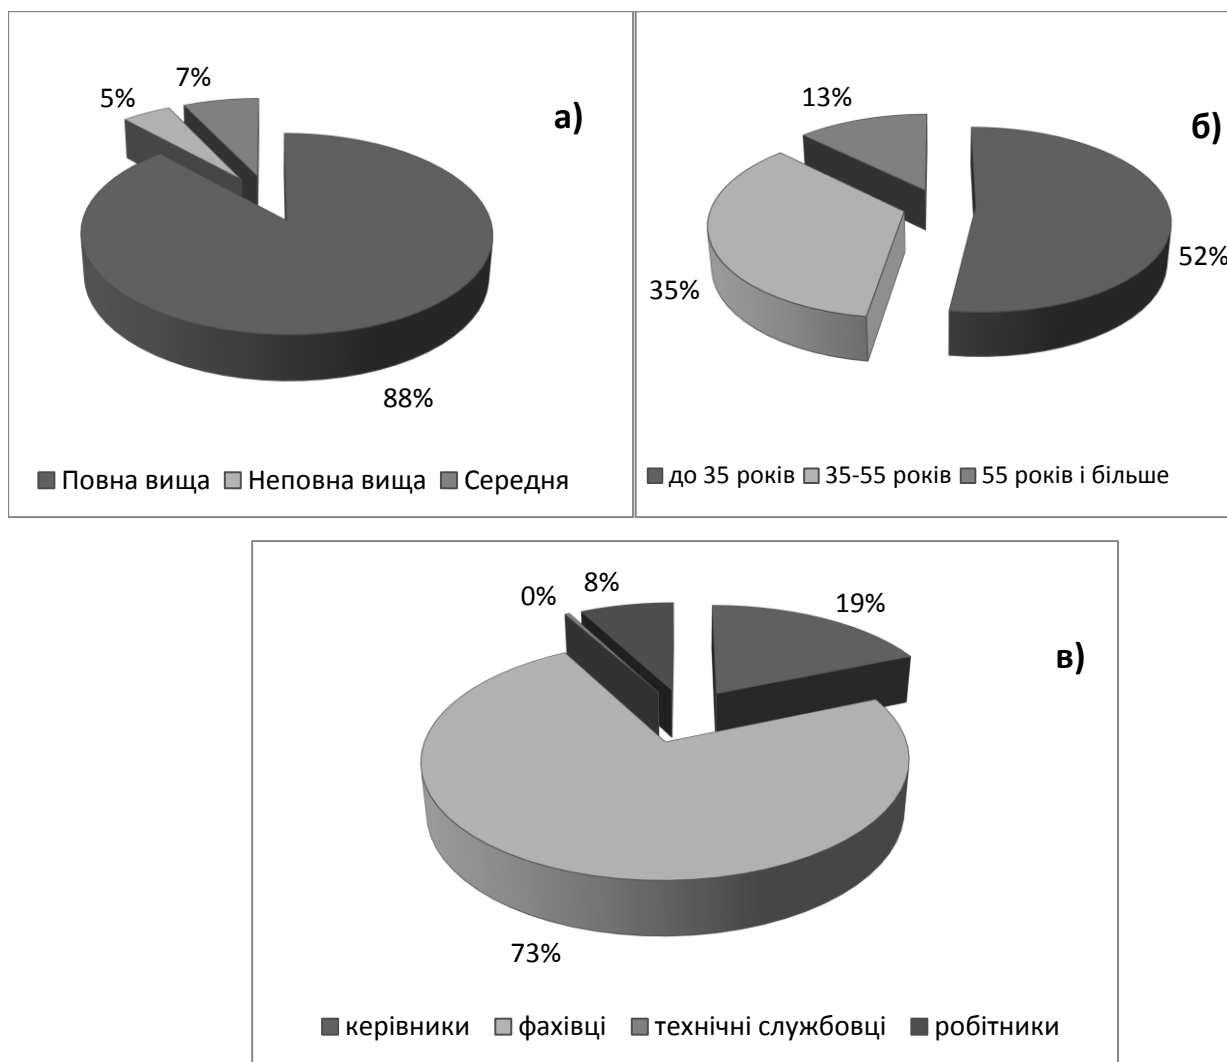 7%
5%
а)
88%
Повна вища Неповна вища Середня
13%
б)
52%
35%
до 35 років 35-55 років 55 років і більше
8%
0%
19%
в)
73%
керівники фахівці технічні службовці робітники